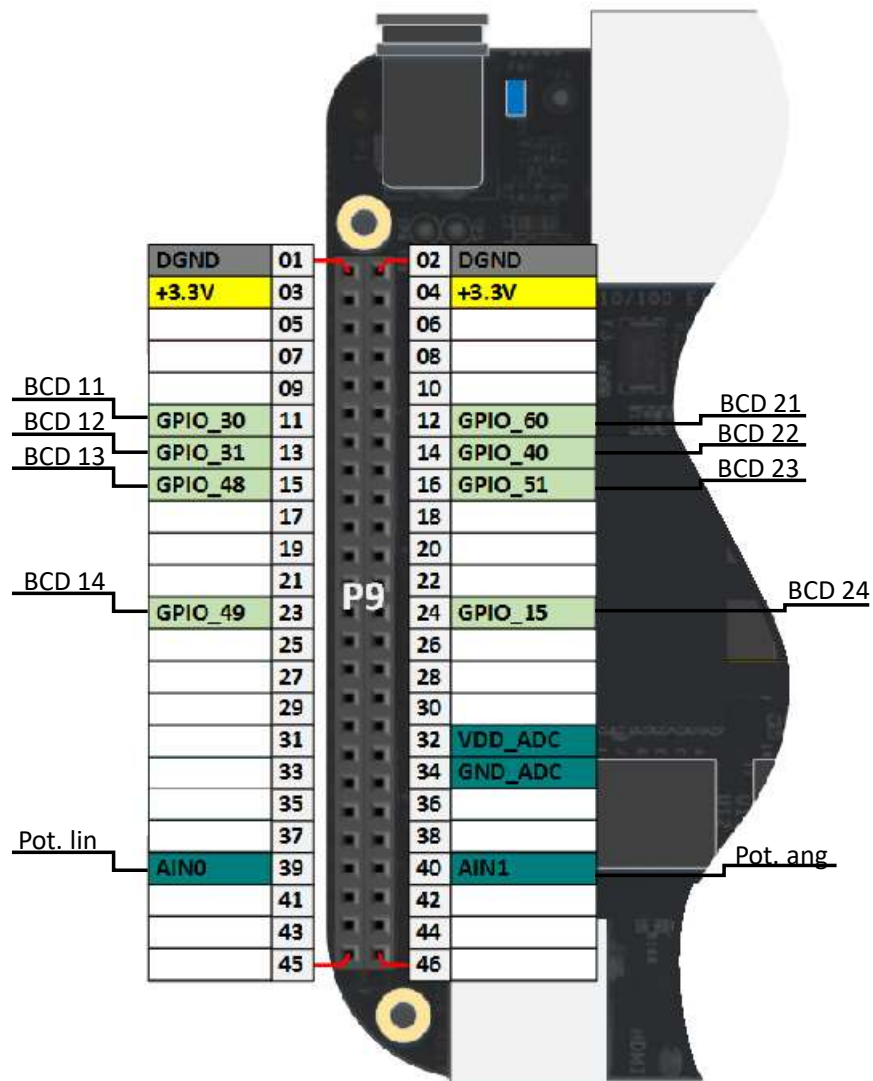 DGND 01 02 DGND
+3.3V 03 04 +3.3V
05 06
07 08
09 10
BCD 11 GPIO_30 11 12 GPIO_60 BCD 21
BCD 12 GPIO_31 13 14 GPIO_40 BCD 22
BCD 13 GPIO_48 15 16 GPIO_51 BCD 23
17 18
19 20
21 22
BCD 14 GPIO_49 23 24 GPIO_15 BCD 24
P9
25 26
27 28
29 30
31 32 VDD_ADC
33 34 GND_ADC
35 36
37 38
Pot. lin AIN0 39 40 AIN1 Pot. ang
41 42
43 44
45 46